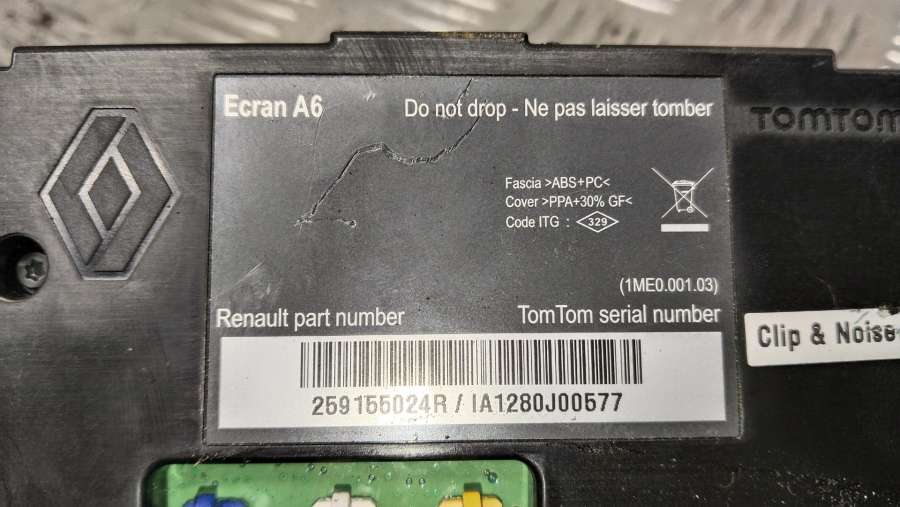 Ecran A6
Do not drop - Ne pas laisser tomber
TOMTOM
Fascia >ABS+PC<
Cover >PPA+30% GF<
Code ITG : 329
(1ME0.001.03)
Renault part number
TomTom serial number
Clip & Noise
259155024R / IA1280J00577